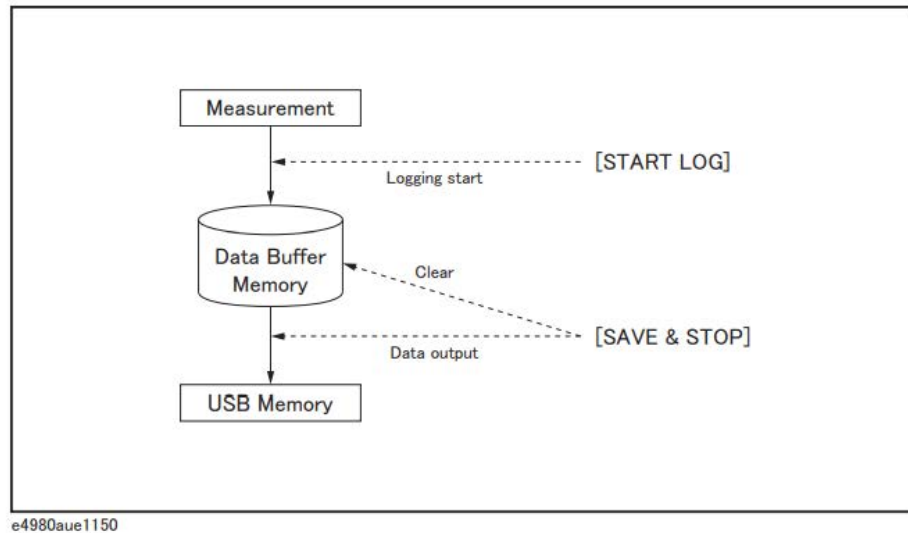 Measurement
[START LOG]
Logging start
Data Buffer
Memory
Clear
[SAVE & STOP]
Data output
USB Memory
e4980aue1150